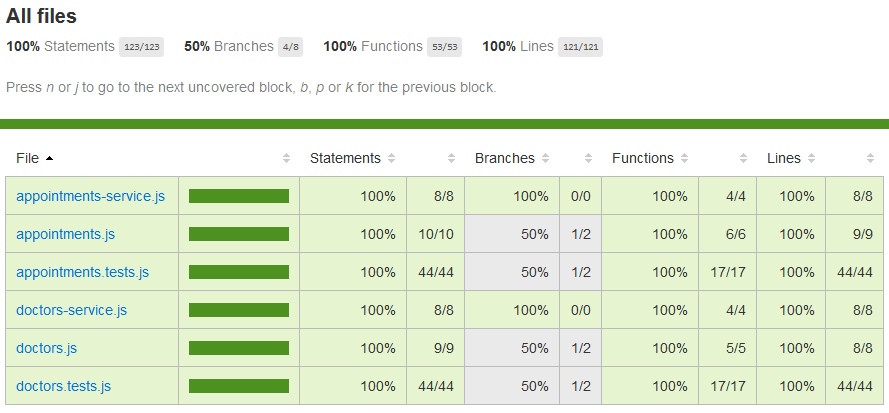 All files
100% Statements 123/123 50% Branches 4/8 100% Functions 53/53 100% Lines 121/121
Press n or j to go to the next uncovered block, b, p or k for the previous block.
File Statements Branches Functions Lines
appointments-service.js 100% 8/8 100% 0/0 100% 4/4 100% 8/8
appointments.js 100% 10/10 50% 1/2 100% 6/6 100% 9/9
appointments.tests.js 100% 44/44 50% 1/2 100% 17/17 100% 44/44
doctors-service.js 100% 8/8 100% 0/0 100% 4/4 100% 8/8
doctors.js 100% 9/9 50% 1/2 100% 5/5 100% 8/8
doctors.tests.js 100% 44/44 50% 1/2 100% 17/17 100% 44/44